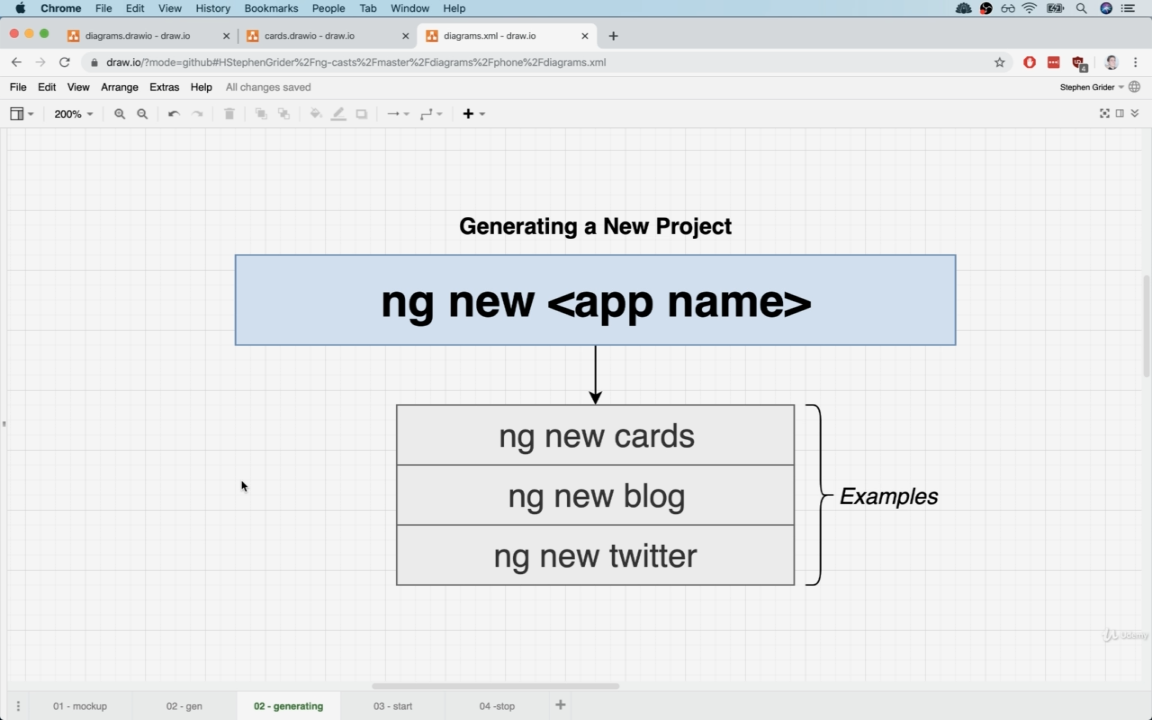 Chrome File Edit View History Bookmarks People Tab Window Help
diagrams.drawio - draw.io
cards.drawio - draw.io
diagrams.xml - draw.io
draw.io/?mode=github#HStephenGrider%2Fng-casts%2Fmaster%2Fdiagrams%2Fphone%2Fdiagrams.xml
File Edit View Arrange Extras Help All changes saved
Stephen Grider
200%
Generating a New Project
ng new <app name>
ng new cards
ng new blog
ng new twitter
Examples
Udemy
01 - mockup
02 - gen
02 - generating
03 - start
04 -stop